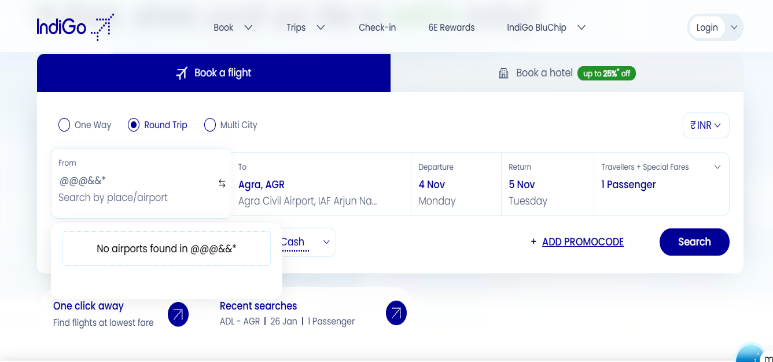 IndiGo
Book
Trips
Check-in
6E Rewards
IndiGo BluChip
Login
Book a flight
Book a hotel up to 25%* off
One Way
Round Trip
Multi City
₹ INR
From
@@@&&*
Search by place/airport
To
Agra, AGR
Agra Civil Airport, IAF Arjun Na...
Departure
4 Nov
Monday
Return
5 Nov
Tuesday
Travellers + Special Fares
1 Passenger
No airports found in @@@&&*
Cash
+ ADD PROMOCODE
Search
One click away
Find flights at lowest fare
Recent searches
ADL - AGR | 26 Jan | 1 Passenger